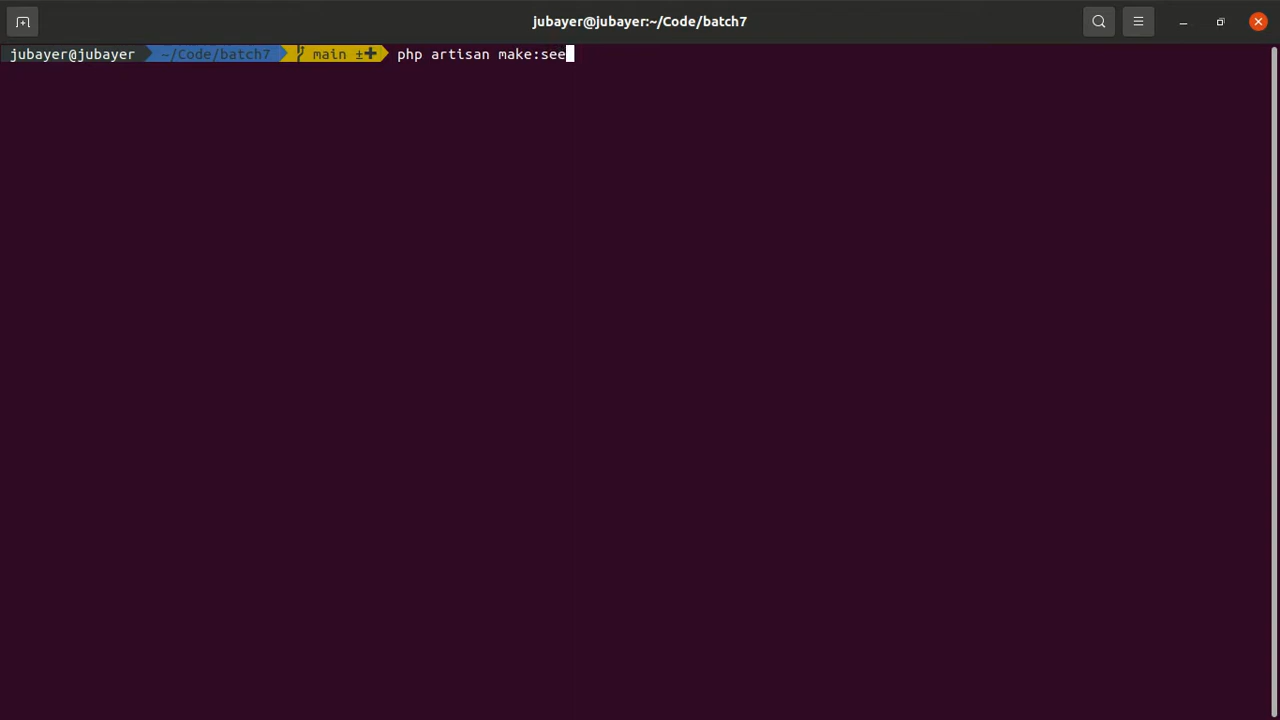 jubayer@jubayer:~/Code/batch7
jubayer@jubayer ~/Code/batch7 main ±✚ php artisan make:see